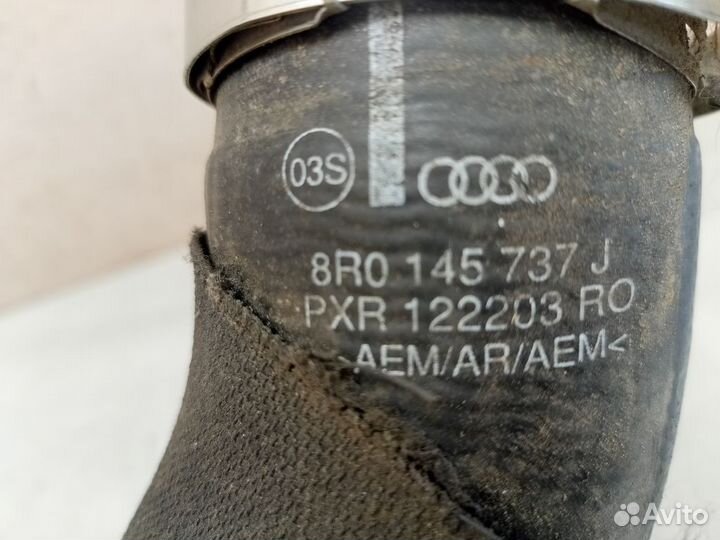 03S
8R0 145 737 J
PXR 122203 RO
>AEM/AR/AEM<
Avito